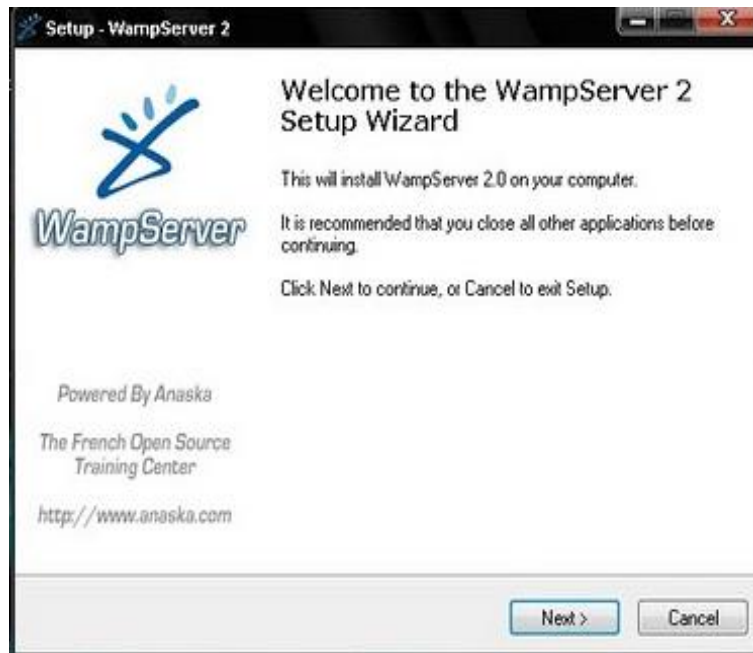 Setup - WampServer 2
WampServer
Powered By Anaska
The French Open Source
Training Center
http://www.anaska.com
Welcome to the WampServer 2
Setup Wizard
This will install WampServer 2.0 on your computer.
It is recommended that you close all other applications before
continuing.
Click Next to continue, or Cancel to exit Setup.
Next >
Cancel